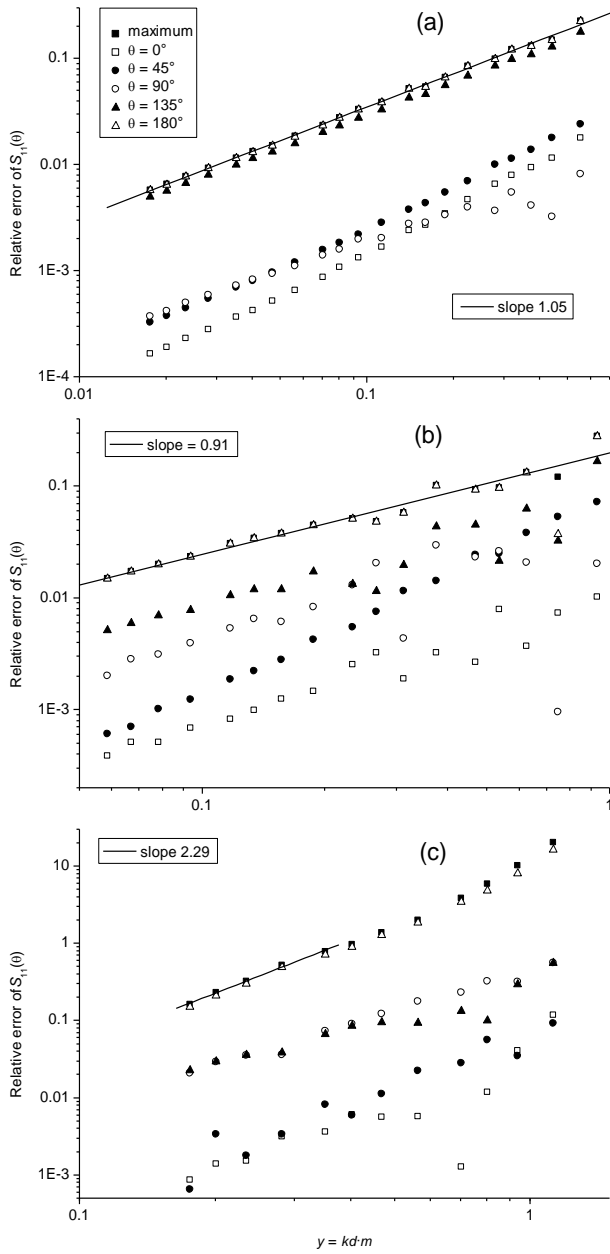 (a)
maximum
θ = 0°
θ = 45°
θ = 90°
θ = 135°
θ = 180°
0.1
0.01
1E-3
1E-4
Relative error of S₁₁(θ)
slope 1.05
0.01
0.1
(b)
slope = 0.91
0.1
0.01
1E-3
Relative error of S₁₁(θ)
0.1
1
(c)
slope 2.29
10
1
0.1
0.01
1E-3
Relative error of S₁₁(θ)
1
y = kd·m